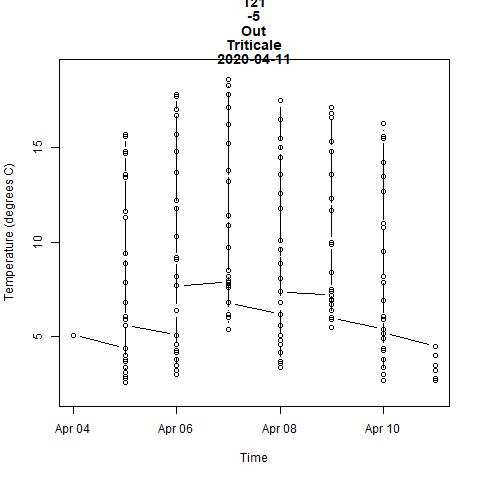 121
-5
Out
Triticale
2020-04-11
15
10
5
Temperature (degrees C)
Apr 04
Apr 06
Apr 08
Apr 10
Time